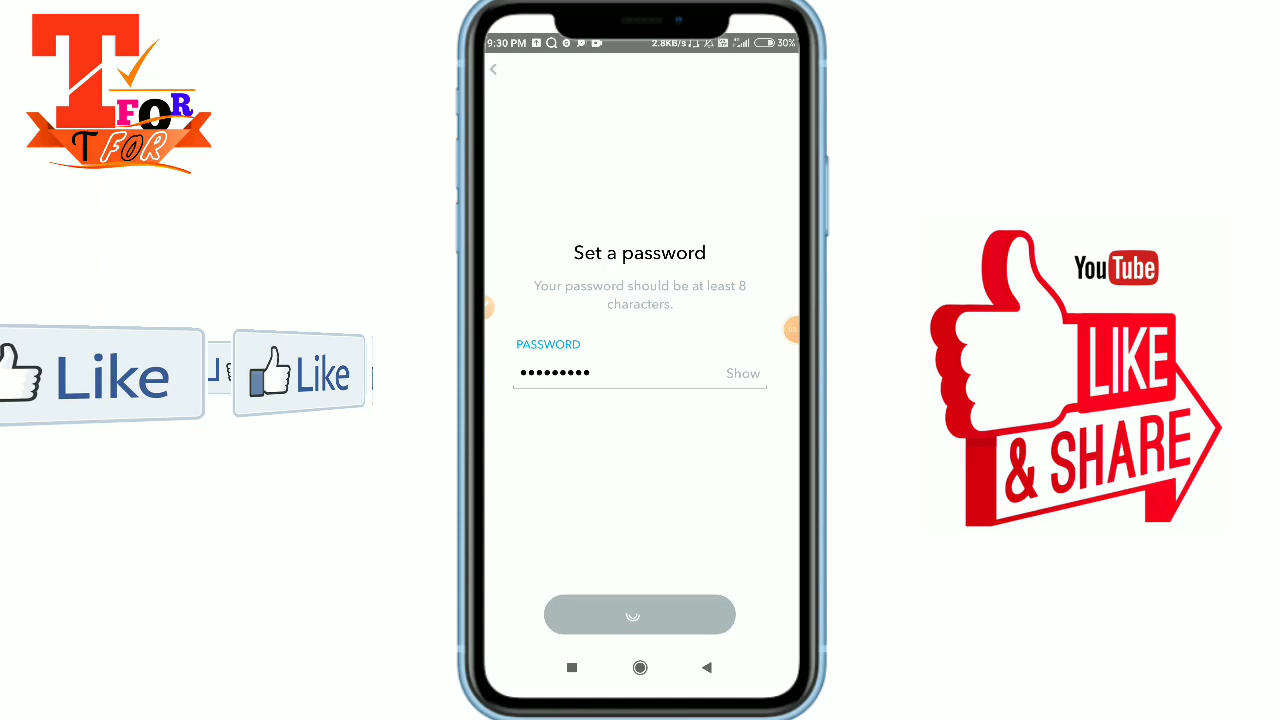 T
FOR
T FOR
9:30 PM
2.8KB/s
30%
Set a password
Your password should be at least 8
characters.
PASSWORD
•••••••••
Show
Like
Like
YouTube
LIKE
& SHARE